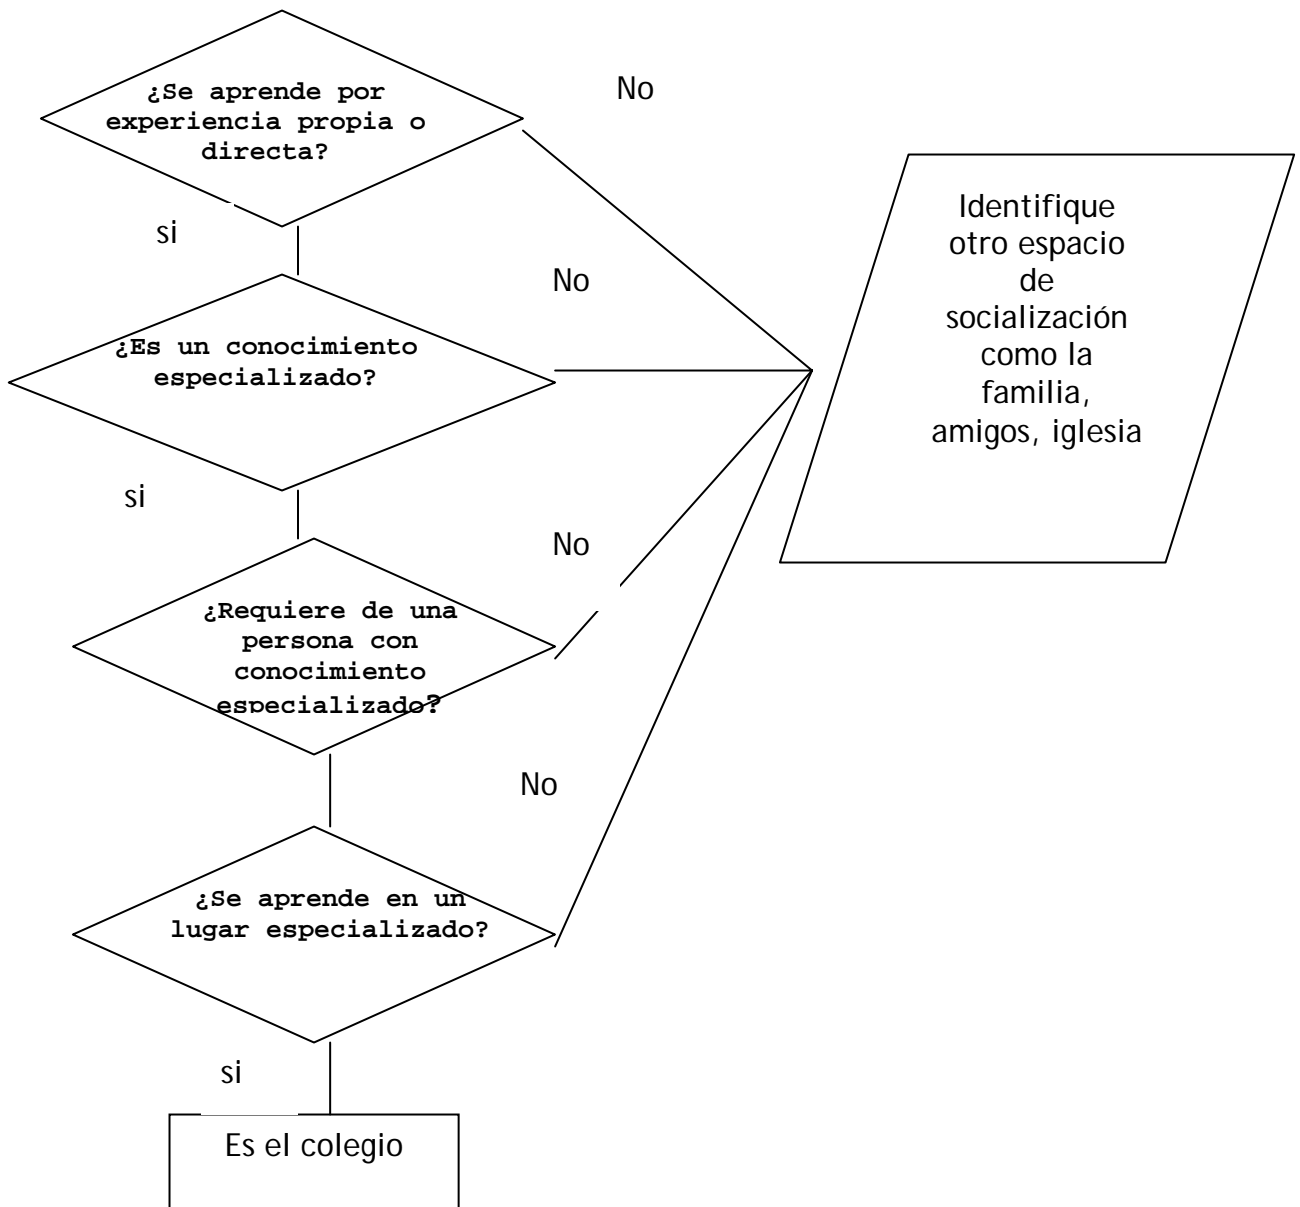 No
¿Se aprende por
experiencia propia o
directa?
si
Identifique
otro espacio
de
socialización
como la
familia,
amigos, iglesia
No
¿Es un conocimiento
especializado?
si
No
¿Requiere de una
persona con
conocimiento
especializado?
No
¿Se aprende en un
lugar especializado?
si
Es el colegio